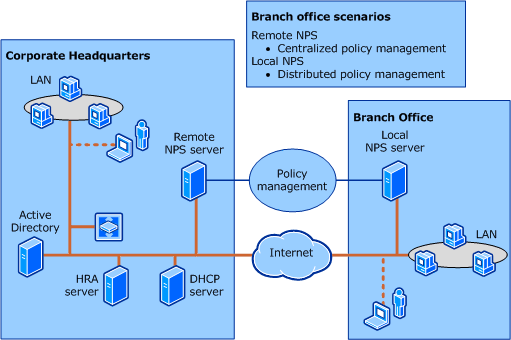 Branch office scenarios
Remote NPS
• Centralized policy management
Local NPS
• Distributed policy management
Corporate Headquarters
LAN
Remote
NPS server
Active
Directory
HRA
server
DHCP
server
Policy
management
Internet
Branch Office
Local
NPS server
LAN